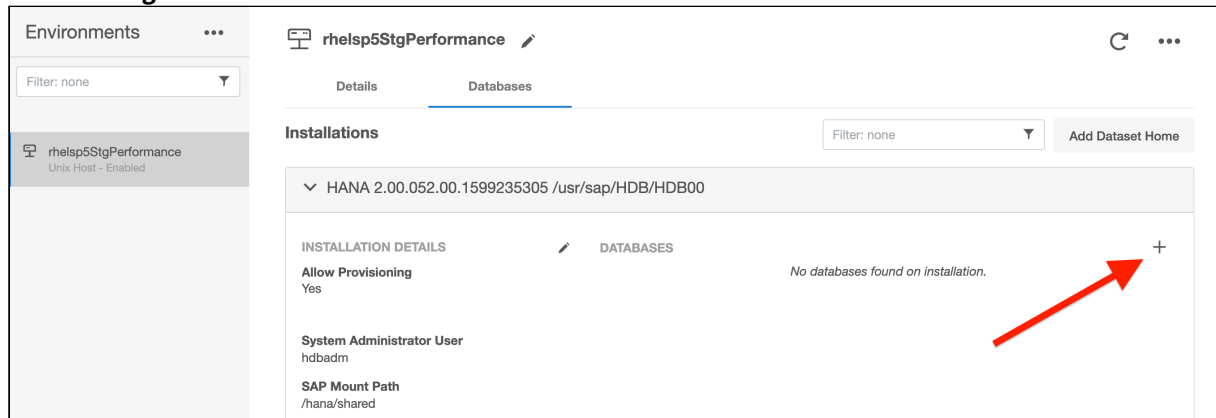 Environments
Filter: none
rhelsp5StgPerformance
Unix Host - Enabled
rhelsp5StgPerformance
Details Databases
Installations
Filter: none
Add Dataset Home
HANA 2.00.052.00.1599235305 /usr/sap/HDB/HDB00
INSTALLATION DETAILS
Allow Provisioning
Yes
System Administrator User
hdbadm
SAP Mount Path
/hana/shared
DATABASES
No databases found on installation.